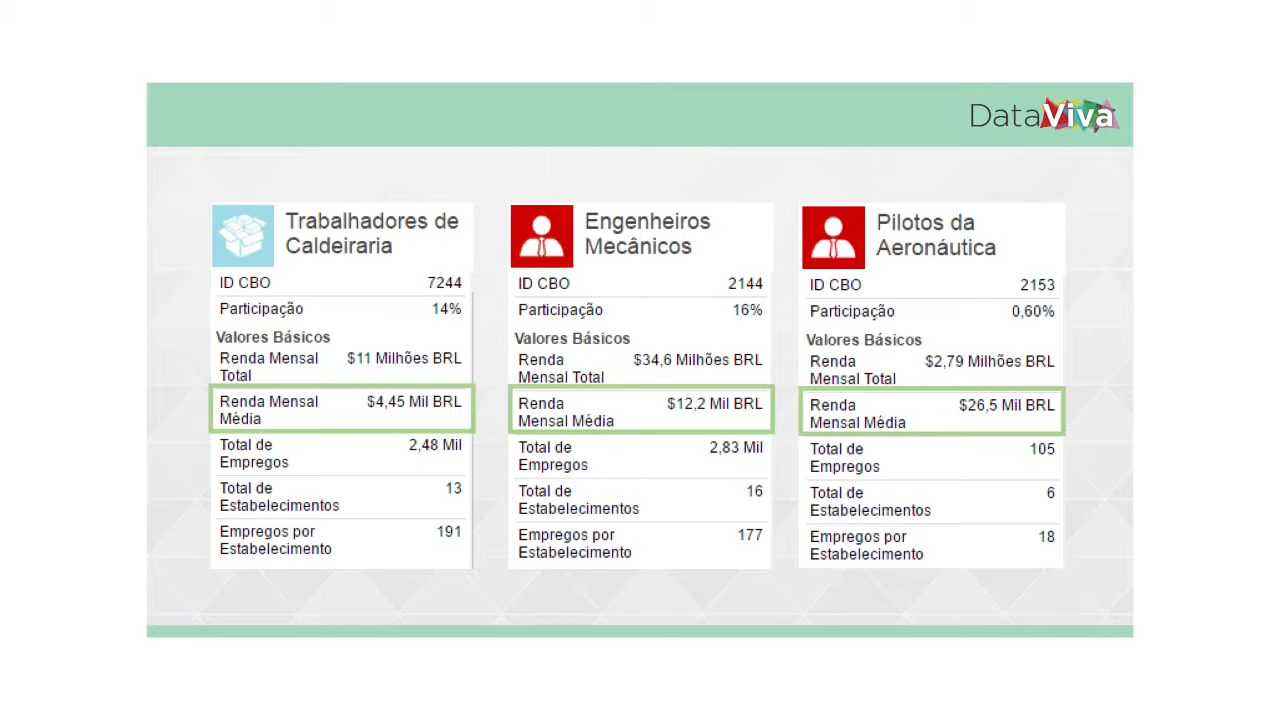 DataViva
Trabalhadores de
Caldeiraria
ID CBO 7244
Participação 14%
Valores Básicos
Renda Mensal $11 Milhões BRL
Total
Renda Mensal $4,45 Mil BRL
Média
Total de 2,48 Mil
Empregos
Total de 13
Estabelecimentos
Empregos por 191
Estabelecimento
Engenheiros
Mecânicos
ID CBO 2144
Participação 16%
Valores Básicos
Renda $34,6 Milhões BRL
Mensal Total
Renda $12,2 Mil BRL
Mensal Média
Total de 2,83 Mil
Empregos
Total de 16
Estabelecimentos
Empregos por 177
Estabelecimento
Pilotos da
Aeronáutica
ID CBO 2153
Participação 0,60%
Valores Básicos
Renda $2,79 Milhões BRL
Mensal Total
Renda $26,5 Mil BRL
Mensal Média
Total de 105
Empregos
Total de 6
Estabelecimentos
Empregos por 18
Estabelecimento